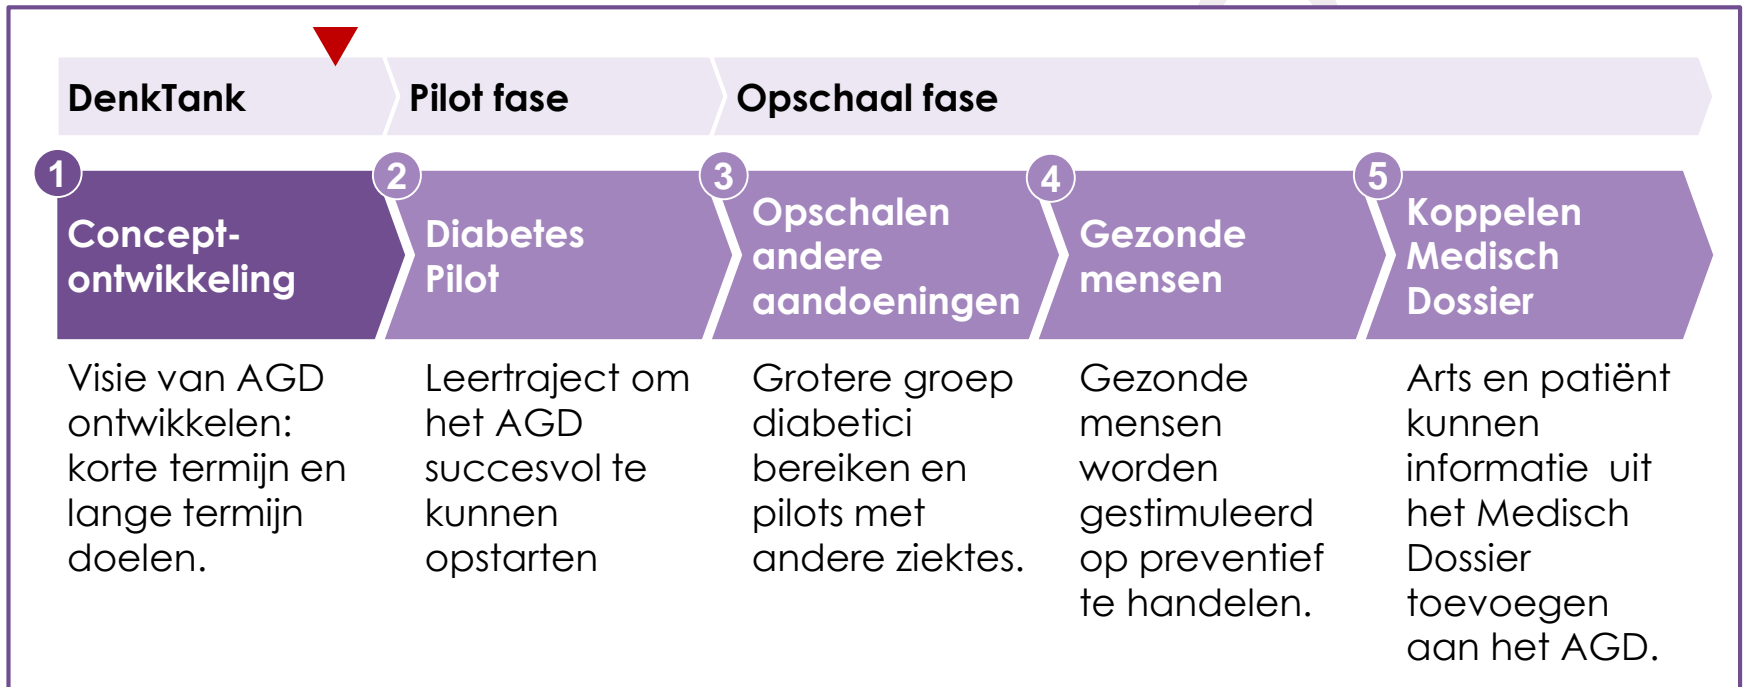 DenkTank
Pilot fase
Opschaal fase
1
Concept-
ontwikkeling
Visie van AGD
ontwikkelen:
korte termijn en
lange termijn
doelen.
2
Diabetes
Pilot
Leertraject om
het AGD
succesvol te
kunnen
opstarten
3
Opschalen
andere
aandoeningen
Grotere groep
diabetici
bereiken en
pilots met
andere ziektes.
4
Gezonde
mensen
Gezonde
mensen
worden
gestimuleerd
op preventief
te handelen.
5
Koppelen
Medisch
Dossier
Arts en patiënt
kunnen
informatie  uit
het Medisch
Dossier
toevoegen
aan het AGD.